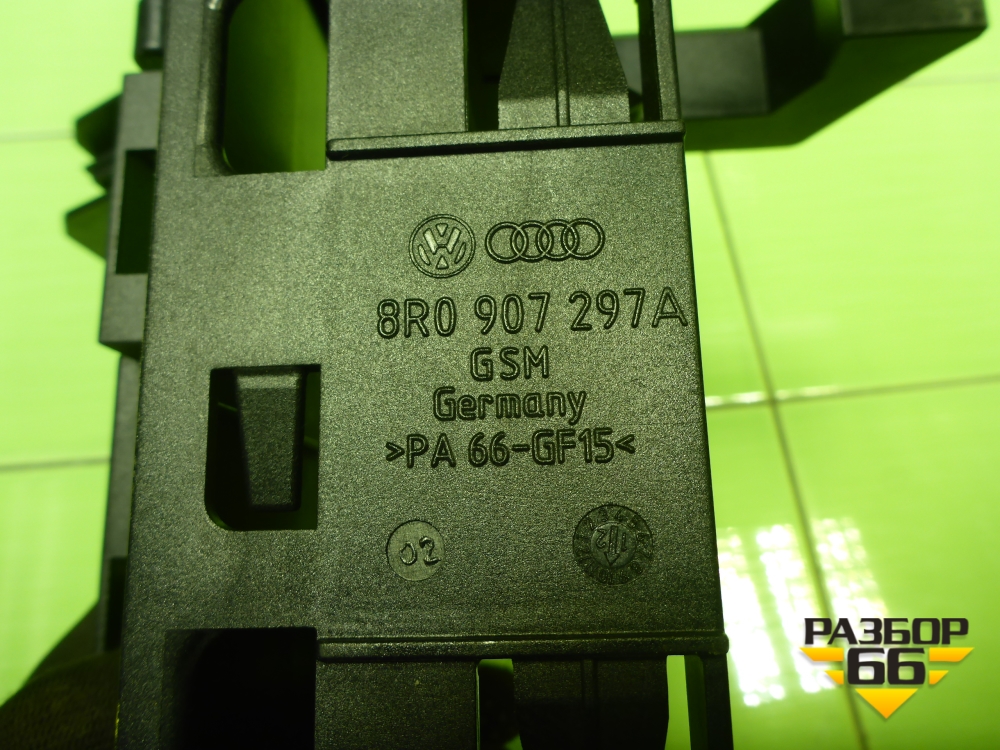 8R0 907 297A
GSM
Germany
>PA 66-GF15<
02
РАЗБОР
66